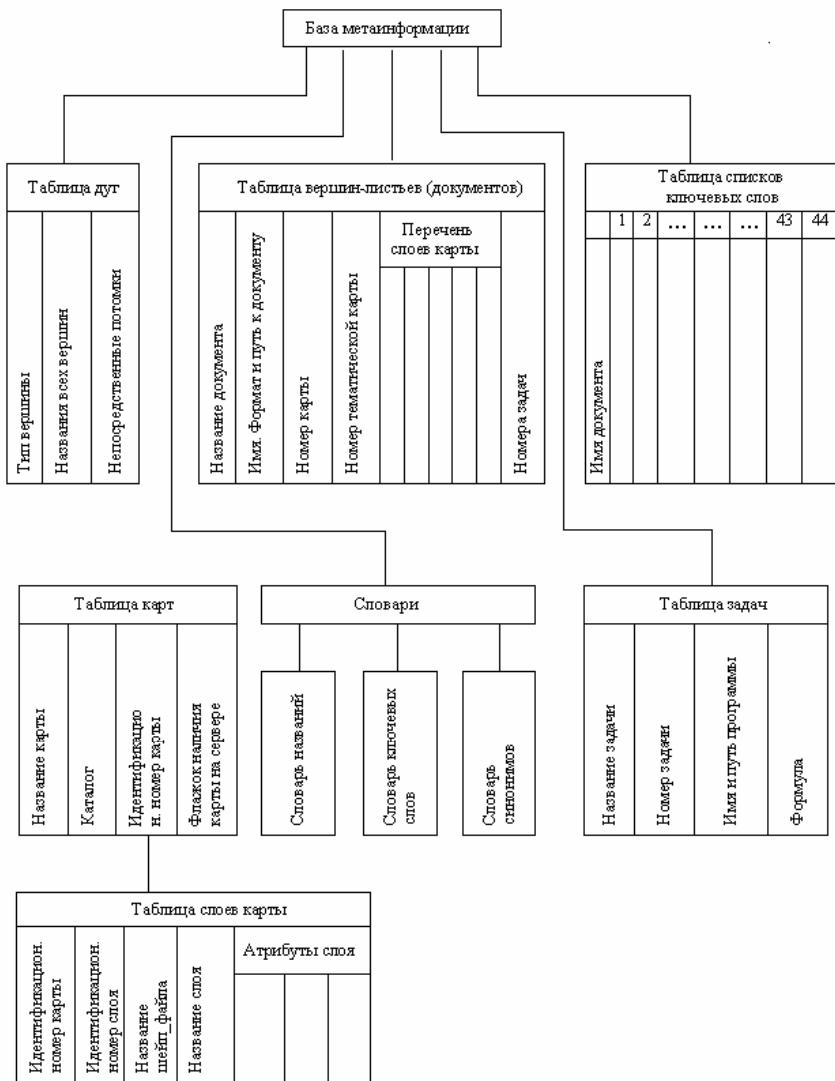 База метаинформации
Таблица дуг
Тип вершины
Названия всех вершин
Непосредственные потомки
Таблица вершин-листьев (документов)
Название документа
Имя. Формат и путь к документу
Номер карты
Номер тематической карты
Перечень
слоев карты
Номера задач
Таблица списков
ключевых слов
1 2 ... ... ... 43 44
Имя документа
Таблица карт
Название карты
Каталог
Идентификацио
н. номер карты
Флажок наличия
карты на сервере
Словари
Словарь названий
Словарь ключевых
слов
Словарь
синонимов
Таблица задач
Название задачи
Номер задачи
Имя и путь программы
Формула
Таблица слоев карты
Идентификацион.
номер карты
Идентификацион.
номер слоя
Название
шейп_файла
Название слоя
Атрибуты слоя